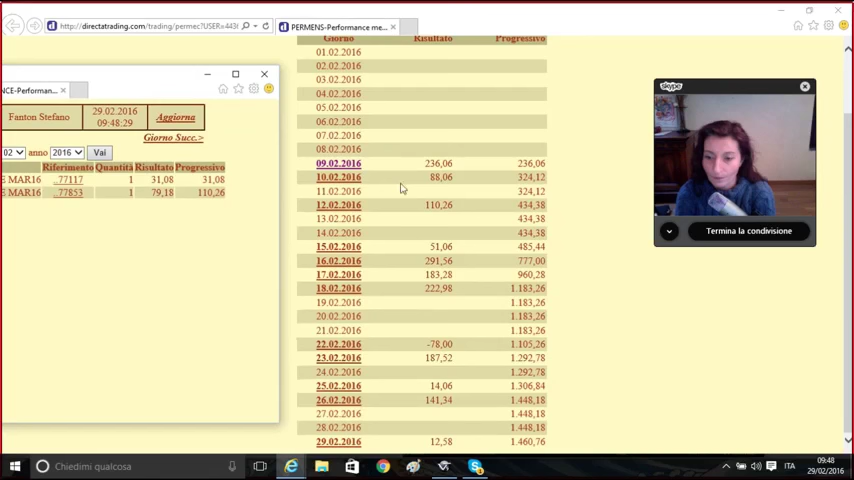 http://directatrading.com/trading/permec?USER=443(
PERMENS-Performance me...
Giorno Risultato Progressivo
01.02.2016
02.02.2016
03.02.2016
04.02.2016
05.02.2016
06.02.2016
07.02.2016
08.02.2016
09.02.2016 236,06 236,06
10.02.2016 88,06 324,12
11.02.2016 324,12
12.02.2016 110,26 434,38
13.02.2016 434,38
14.02.2016 434,38
15.02.2016 51,06 485,44
16.02.2016 291,56 777,00
17.02.2016 183,28 960,28
18.02.2016 222,98 1.183,26
19.02.2016 1.183,26
20.02.2016 1.183,26
21.02.2016 1.183,26
22.02.2016 -78,00 1.105,26
23.02.2016 187,52 1.292,78
24.02.2016 1.292,78
25.02.2016 14,06 1.306,84
26.02.2016 141,34 1.448,18
27.02.2016 1.448,18
28.02.2016 1.448,18
29.02.2016 12,58 1.460,76
NCE-Performan...
Fanton Stefano 29.02.2016 09:48:29 Aggiorna
Giorno Succ.>
02 anno 2016 Vai
Riferimento Quantità Risultato Progressivo
E MAR16 ..77117 1 31,08 31,08
E MAR16 ..77853 1 79,18 110,26
skype
Termina la condivisione
Chiedimi qualcosa
ITA
09:48
29/02/2016